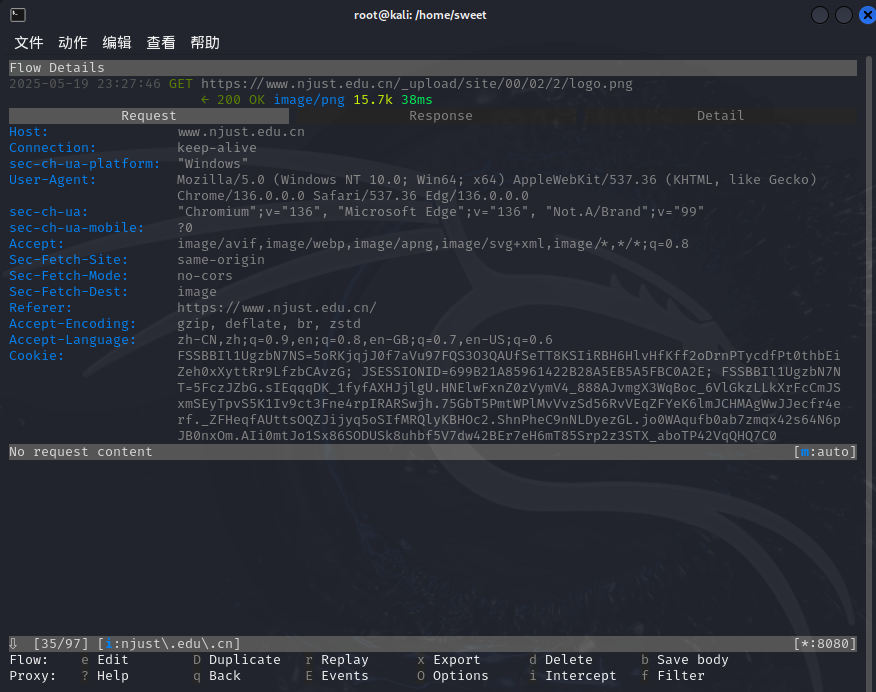 root@kali: /home/sweet
文件 动作 编辑 查看 帮助
Flow Details
2025-05-19 23:27:46 GET https://www.njust.edu.cn/_upload/site/00/02/2/logo.png
← 200 OK image/png 15.7k 38ms
Request Response Detail
Host: www.njust.edu.cn
Connection: keep-alive
sec-ch-ua-platform: "Windows"
User-Agent: Mozilla/5.0 (Windows NT 10.0; Win64; x64) AppleWebKit/537.36 (KHTML, like Gecko)
Chrome/136.0.0.0 Safari/537.36 Edg/136.0.0.0
sec-ch-ua: "Chromium";v="136", "Microsoft Edge";v="136", "Not.A/Brand";v="99"
sec-ch-ua-mobile: ?0
Accept: image/avif,image/webp,image/apng,image/svg+xml,image/*,*/*;q=0.8
Sec-Fetch-Site: same-origin
Sec-Fetch-Mode: no-cors
Sec-Fetch-Dest: image
Referer: https://www.njust.edu.cn/
Accept-Encoding: gzip, deflate, br, zstd
Accept-Language: zh-CN,zh;q=0.9,en;q=0.8,en-GB;q=0.7,en-US;q=0.6
Cookie: FSSBBIl1UgzbN7NS=5oRKjqjJ0f7aVu97FQS3O3QAUfSeTT8KSIiRBH6HlvHfKff2oDrnPTycdfPt0thbEi
Zeh0xXyttRr9LfzbCAvzG; JSESSIONID=699B21A85961422B28A5EB5A5FBC0A2E; FSSBBIl1UgzbN7N
T=5FczJZbG.sIEqqqDK_1fyfAXHJjlgU.HNElwFxnZ0zVymV4_888AJvmgX3WqBoc_6VlGkzLLkXrFcCmJS
xmSEyTpvS5K1Iv9ct3Fne4rpIRARSwjh.75GbT5PmtWPlMvVvzSd56RvVEqZFYeK6lmJCHMAgWwJJecfr4e
rf._ZFHeqfAUttsOQZJijyq5oSIfMRQlyKBHOc2.ShnPheC9nNLDyezGL.jo0WAqufb0ab7zmqx42s64N6p
JB0nxOm.AIi0mtJo1Sx86SODUSk8uhbf5V7dw42BEr7eH6mT85Srp2z3STX_aboTP42VqQHQ7C0
No request content [m:auto]
⇩ [35/97] [i:njust\.edu\.cn] [*:8080]
Flow: e Edit D Duplicate r Replay x Export d Delete b Save body
Proxy: ? Help q Back E Events O Options i Intercept f Filter